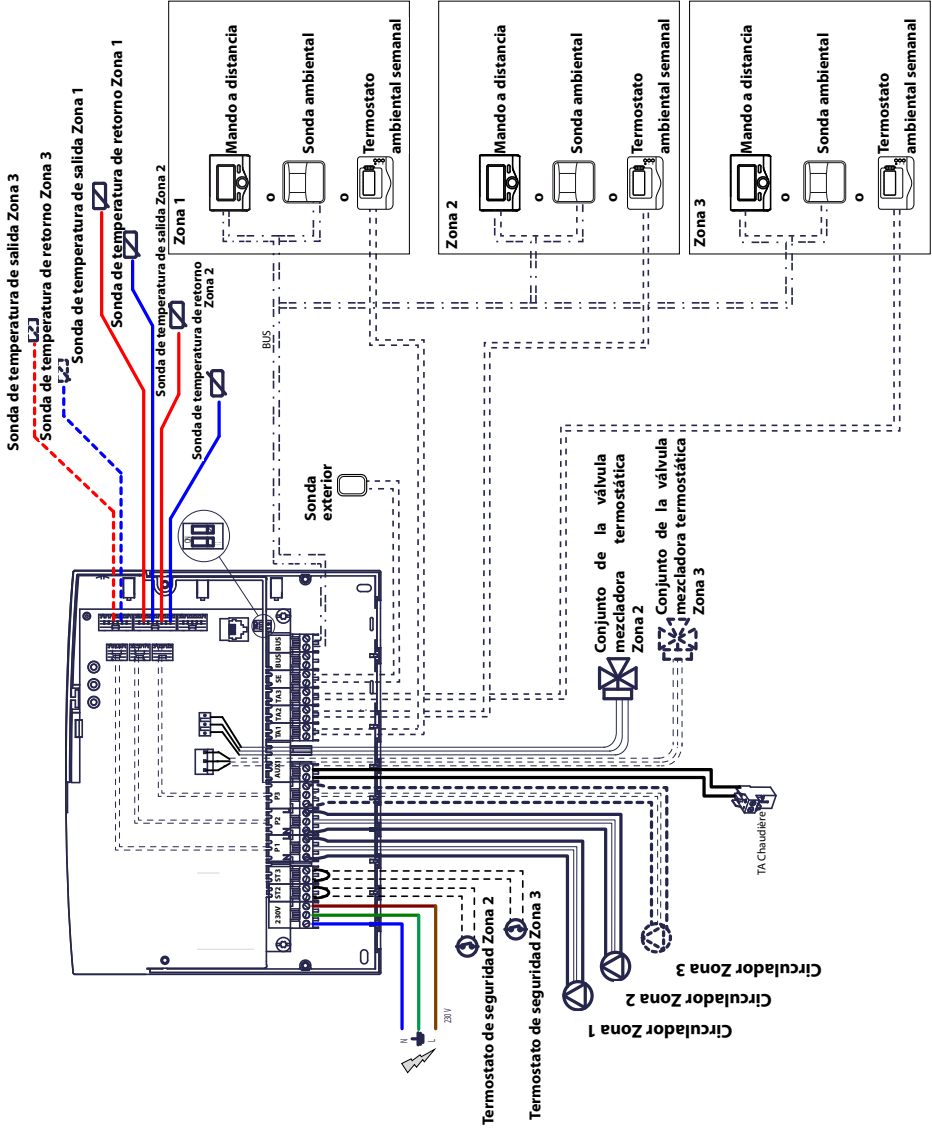 Sonda de temperatura de salida Zona 3
Sonda de temperatura de retorno Zona 3
Sonda de temperatura de salida Zona 1
Sonda de temperatura de retorno Zona 1
Sonda de temperatura de salida Zona 2
Sonda de temperatura de retorno
Zona 2
Zona 1
Mando a distancia
Sonda ambiental
Termostato
ambiental semanal
Zona 2
Mando a distancia
Sonda ambiental
Termostato
ambiental semanal
Zona 3
Mando a distancia
Sonda ambiental
Termostato
ambiental semanal
BUS
Sonda
exterior
Conjunto de la válvula
mezcladora termostática
Zona 2
Conjunto de la válvula
mezcladora termostática
Zona 3
230V
ST2
ST3
P1
P2
P3
AUX1
TA1
TA2
TA3
SE
BUS
BUS
N
L
N
TA Chaudière
N
L
230 V
Termostato de seguridad Zona 2
Termostato de seguridad Zona 3
Circulador Zona 1
Circulador Zona 2
Circulador Zona 3